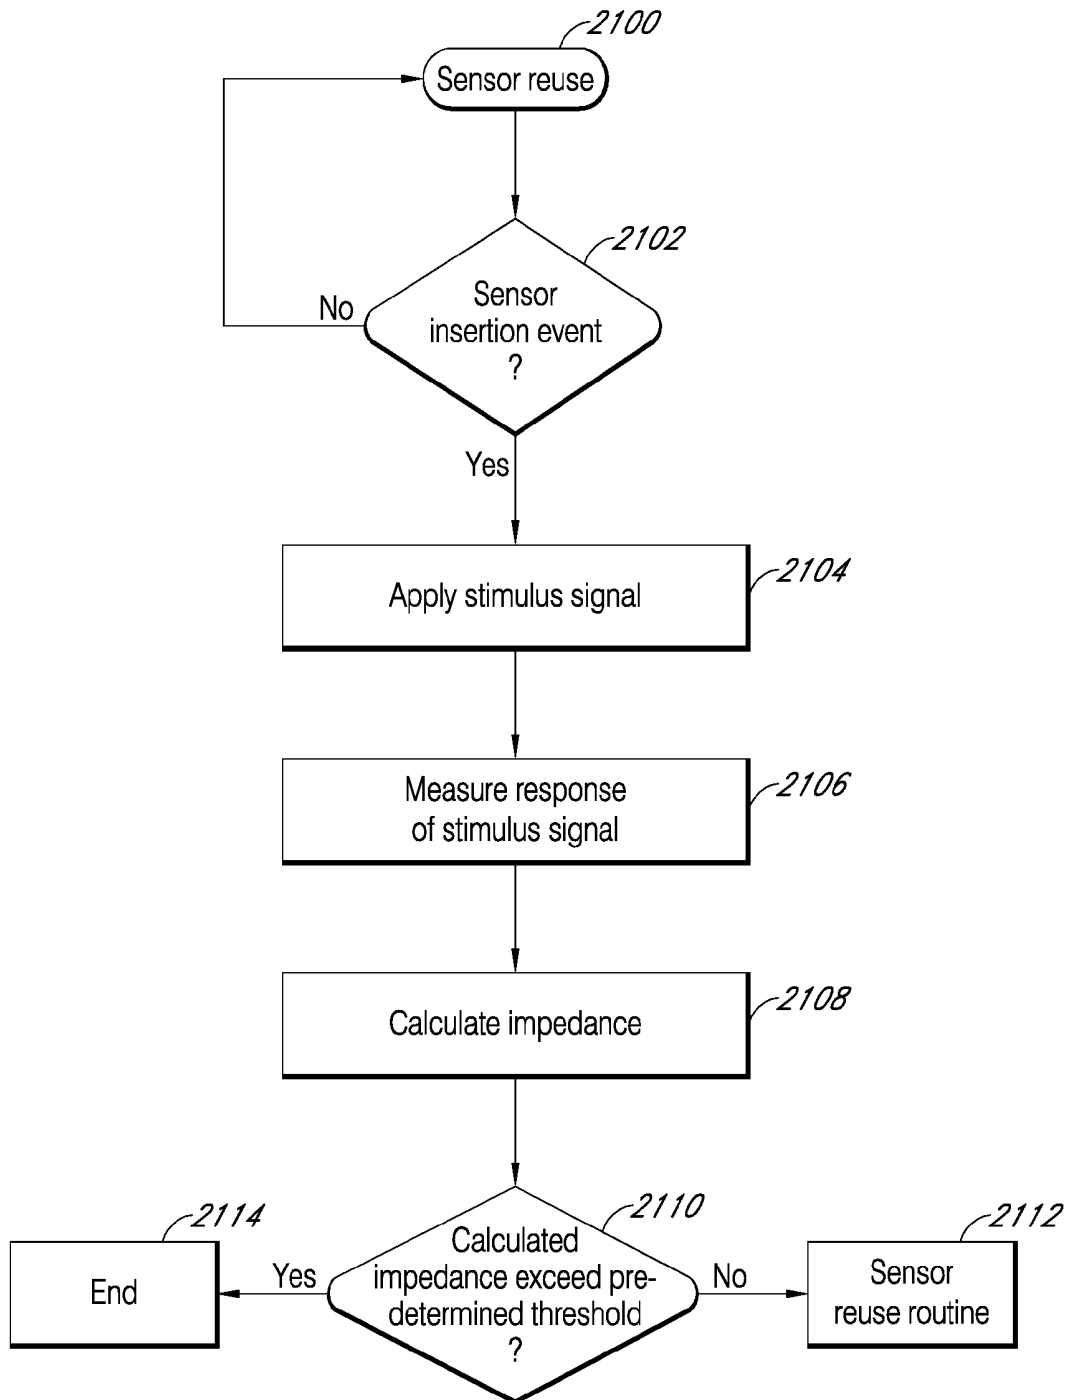 2100
Sensor reuse
2102
Sensor
insertion event
?
No
Yes
2104
Apply stimulus signal
2106
Measure response
of stimulus signal
2108
Calculate impedance
2110
Calculated
impedance exceed pre-
determined threshold
?
Yes
No
2114
End
2112
Sensor
reuse routine